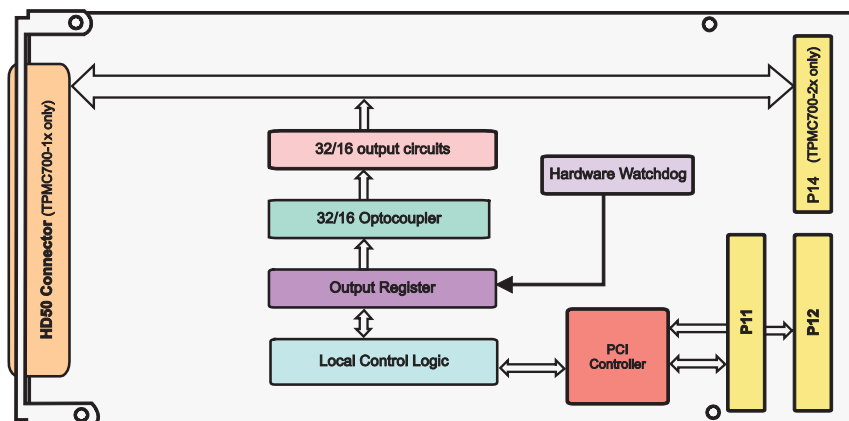 HD50 Connector (TPMC700-1x only)
32/16 output circuits
Hardware Watchdog
P14 (TPMC700-2x only)
32/16 Optocoupler
Output Register
Local Control Logic
PCI
Controller
P11
P12